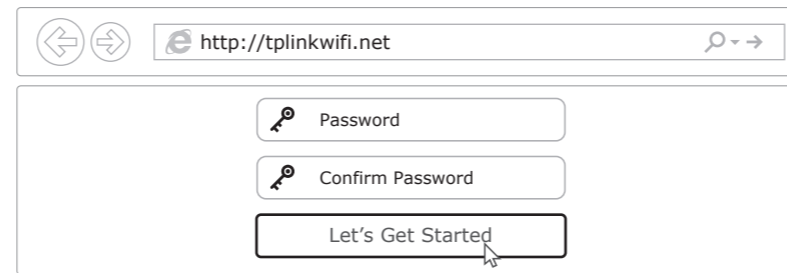 http://tplinkwifi.net
Password
Confirm Password
Let's Get Started